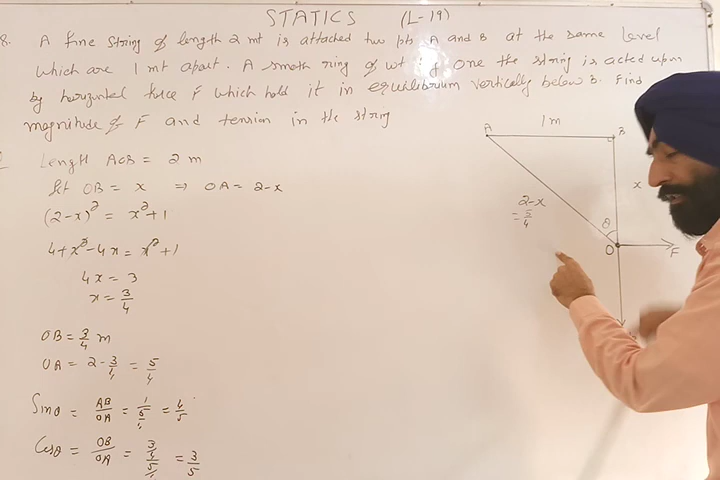 STATICS (L-19)
8. A fine string of length 2 mt is attached two pts A and B at the same level
which are 1 mt apart. A smoth ring of wt if one the string is acted upon
by horizontal force F which hold it in equilibrium vertically below B. Find
magnitude of F and tension in the string
Length AOB = 2 m
let OB = x ⇒ OA = 2-x
(2-x)² = x²+1
4+x²-4x = x²+1
4x = 3
x = 3/4
OB = 3/4 m
OA = 2-3/4 = 5/4
Sinθ = AB/OA = 1/(5/4) = 4/5
Cosθ = OB/OA = (3/4)/(5/4) = 3/5
A 1m B
x
2-x
= 5/4
θ
O F